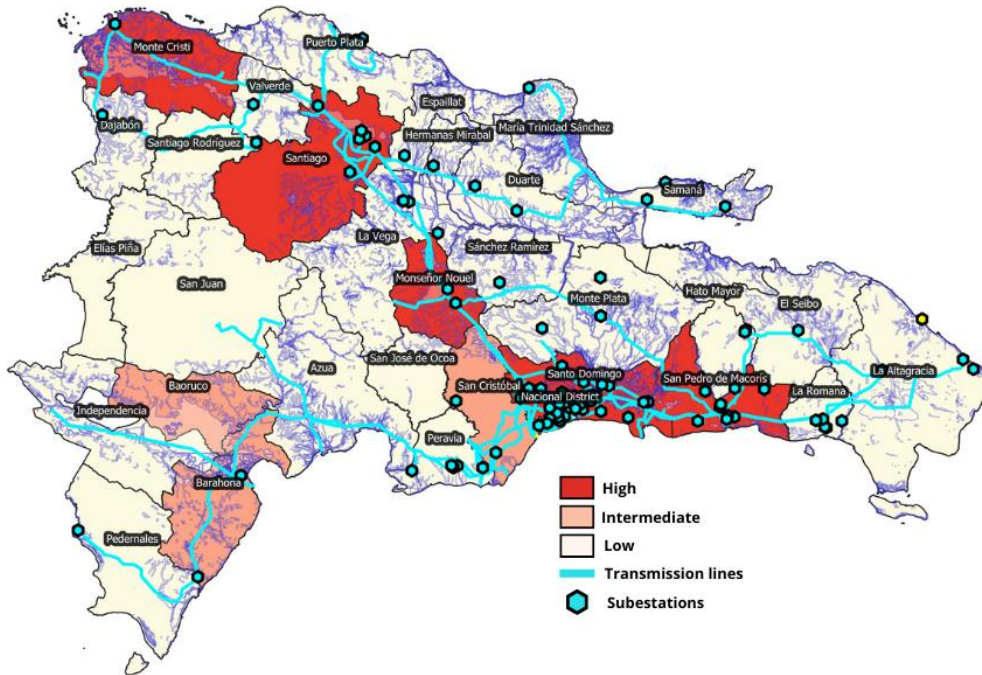 Monte Cristi
Puerto Plata
Valverde
Espaillat
Dajabón
Hermanas Mirabal
María Trinidad Sánchez
Santiago Rodríguez
Santiago
Duarte
Samaná
La Vega
Elías Piña
Sánchez Ramírez
San Juan
Monseñor Nouel
Hato Mayor
Monte Plata
El Seibo
San José de Ocoa
Azua
Baoruco
Santo Domingo
La Altagracia
San Pedro de Macoris
San Cristóbal
La Romana
Nacional District
Independencia
Peravia
Barahona
Pedernales
High
Intermediate
Low
Transmission lines
Subestations